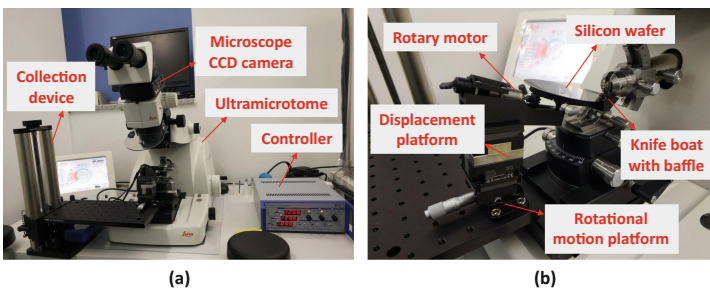 Microscope
CCD camera
Collection
device
Ultramicrotome
Controller
Leica
(a)
Rotary motor
Silicon wafer
Displacement
platform
Knife boat
with baffle
Rotational
motion platform
(b)